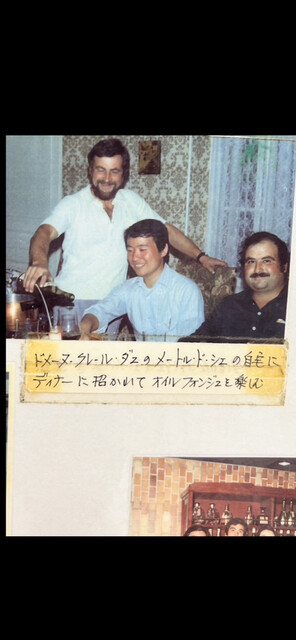 ドメーヌ・クレール・ダユのメートル・ド・シェの自宅に
ディナーに招かれて オイルフォンジュを楽しむ